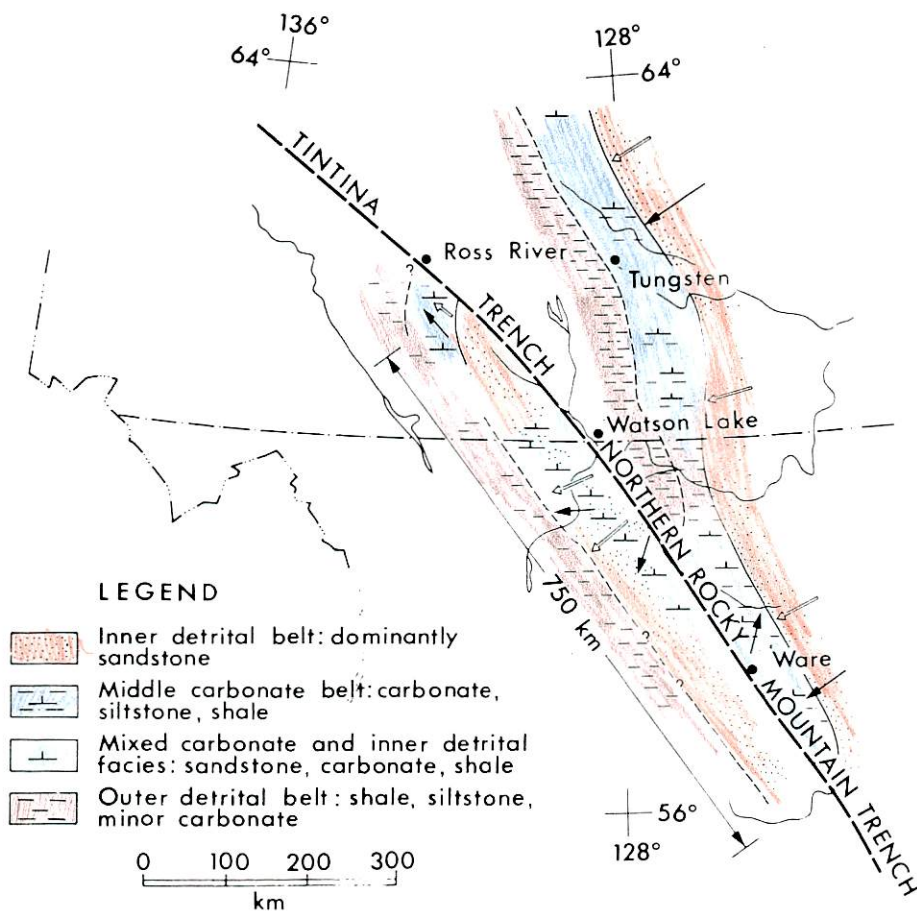 136°
64°
128°
64°
TINTINA
Ross River
Tungsten
TRENCH
Watson Lake
NORTHERN ROCKY
750 km
?
?
?
Ware
MOUNTAIN TRENCH
56°
128°
LEGEND
Inner detrital belt: dominantly
sandstone
Middle carbonate belt: carbonate,
siltstone, shale
Mixed carbonate and inner detrital
facies: sandstone, carbonate, shale
Outer detrital belt: shale, siltstone,
minor carbonate
0 100 200 300
km